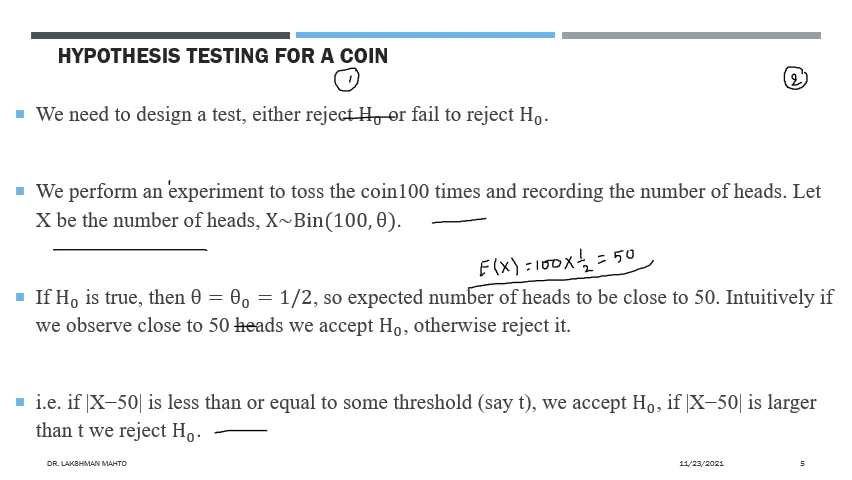 HYPOTHESIS TESTING FOR A COIN
1
2
We need to design a test, either reject H₀ or fail to reject H₀.
We perform an experiment to toss the coin100 times and recording the number of heads. Let
X be the number of heads, X~Bin(100, θ).
E(X) = 100 × 1/2 = 50
If H₀ is true, then θ = θ₀ = 1/2, so expected number of heads to be close to 50. Intuitively if
we observe close to 50 heads we accept H₀, otherwise reject it.
i.e. if |X−50| is less than or equal to some threshold (say t), we accept H₀, if |X−50| is larger
than t we reject H₀.
DR. LAKSHMAN MAHTO
11/23/2021
5